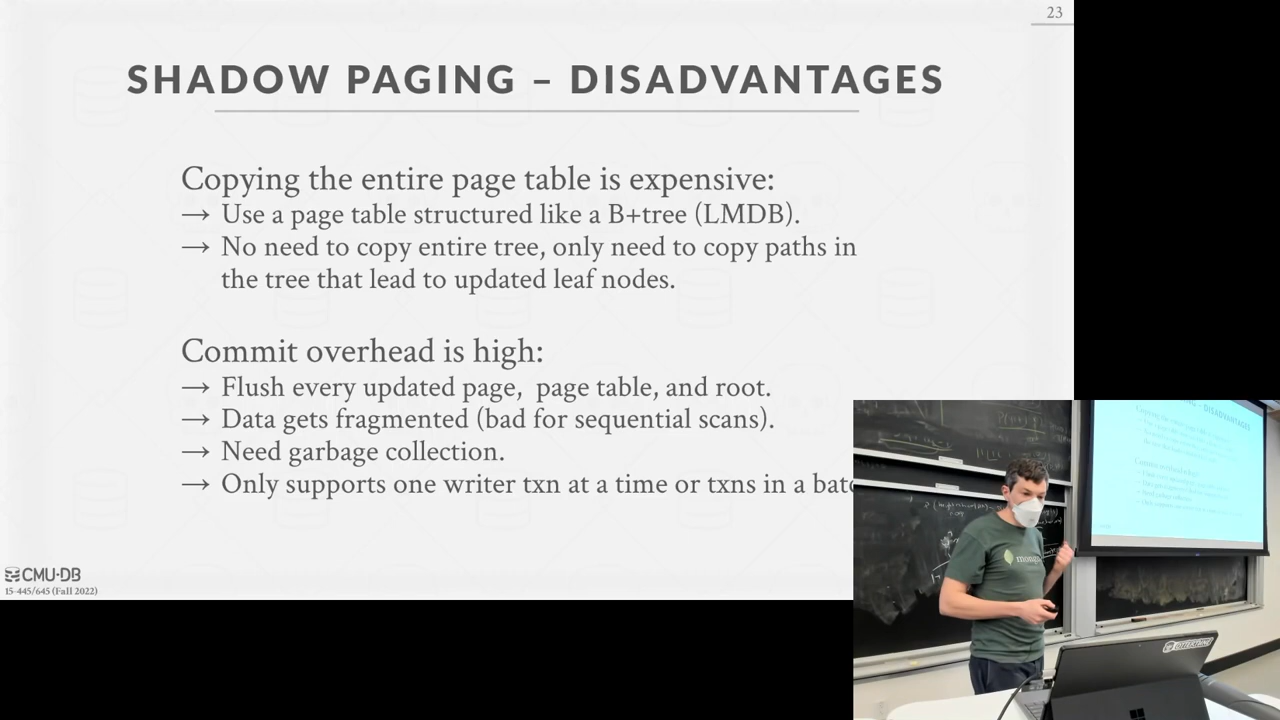 23
SHADOW PAGING – DISADVANTAGES
Copying the entire page table is expensive:
→ Use a page table structured like a B+tree (LMDB).
→ No need to copy entire tree, only need to copy paths in
the tree that lead to updated leaf nodes.
Commit overhead is high:
→ Flush every updated page, page table, and root.
→ Data gets fragmented (bad for sequential scans).
→ Need garbage collection.
→ Only supports one writer txn at a time or txns in a batc
CMU·DB
15-445/645 (Fall 2022)